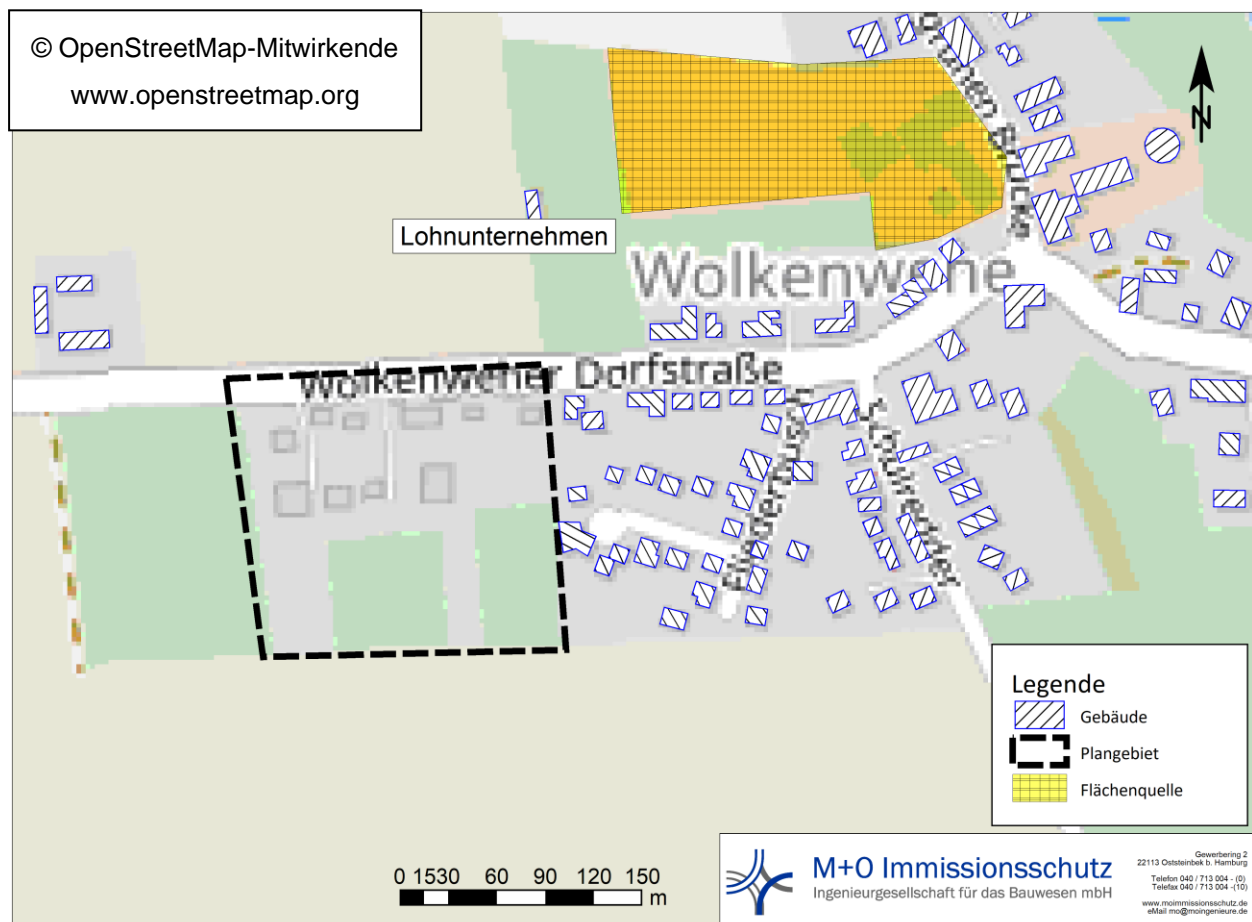 © OpenStreetMap-Mitwirkende
www.openstreetmap.org
N
Lohnunternehmen
Wolkenwehe
Wolkenweher Dorfstraße
Legende
Gebäude
Plangebiet
Flächenquelle
0 1530 60 90 120 150
m
M+O Immissionsschutz
Ingenieurgesellschaft für das Bauwesen mbH
Gewerbering 2
22113 Oststeinbek b. Hamburg
Telefon 040 / 713 004 - (0)
Telefax 040 / 713 004 -(10)
www.moimmissionsschutz.de
eMail mo@moingenieure.de